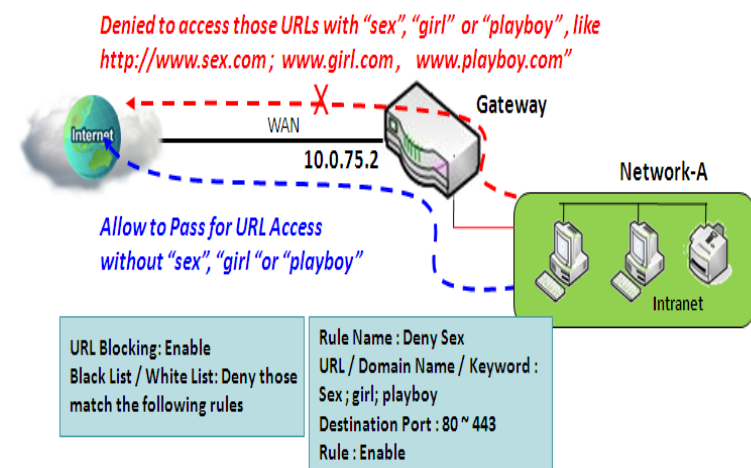 Denied to access those URLs with “sex”, “girl” or “playboy” , like
http://www.sex.com ; www.girl.com ,   www.playboy.com”
Gateway
Internet
WAN
10.0.75.2
Network-A
Allow to Pass for URL Access
without “sex”, “girl “or “playboy”
Intranet
URL Blocking: Enable
Black List / White List: Deny those
match the following rules
Rule Name : Deny Sex
URL / Domain Name / Keyword :
Sex ; girl; playboy
Destination Port : 80 ~ 443
Rule : Enable